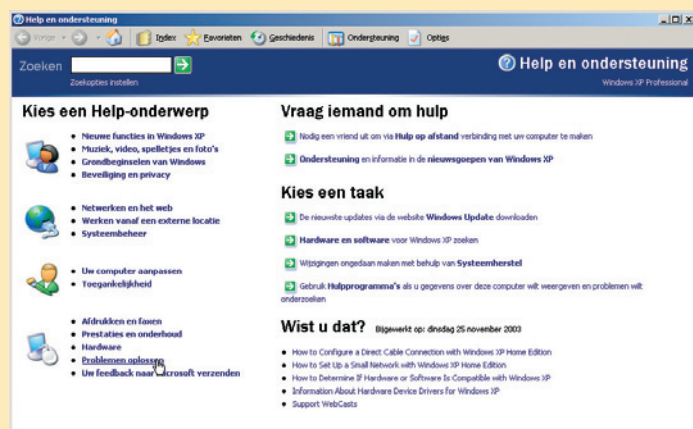 Help en ondersteuning
Vorige Index Favorieten Geschiedenis Ondersteuning Opties
Zoeken
Zoekopties instellen
Help en ondersteuning
Windows XP Professional
Kies een Help-onderwerp
Nieuwe functies in Windows XP
Muziek, video, spelletjes en foto's
Grondbeginselen van Windows
Beveiliging en privacy
Netwerken en het web
Werken vanaf een externe locatie
Systeembeheer
Uw computer aanpassen
Toegankelijkheid
Afdrukken en faxen
Prestaties en onderhoud
Hardware
Problemen oplossen
Uw feedback naar Microsoft verzenden
Vraag iemand om hulp
Nodig een vriend uit om via Hulp op afstand verbinding met uw computer te maken
Ondersteuning en informatie in de nieuwsgoepen van Windows XP
Kies een taak
De nieuwste updates via de website Windows Update downloaden
Hardware en software voor Windows XP zoeken
Wijzigingen ongedaan maken met behulp van Systeemherstel
Gebruik Hulpprogramma's als u gegevens over deze computer wilt weergeven en problemen wilt
onderzoeken
Wist u dat? Bijgewerkt op: dinsdag 25 november 2003
How to Configure a Direct Cable Connection with Windows XP Home Edition
How to Set Up a Small Network with Windows XP Home Edition
How to Determine If Hardware or Software Is Compatible with Windows XP
Information About Hardware Device Drivers for Windows XP
Support WebCasts